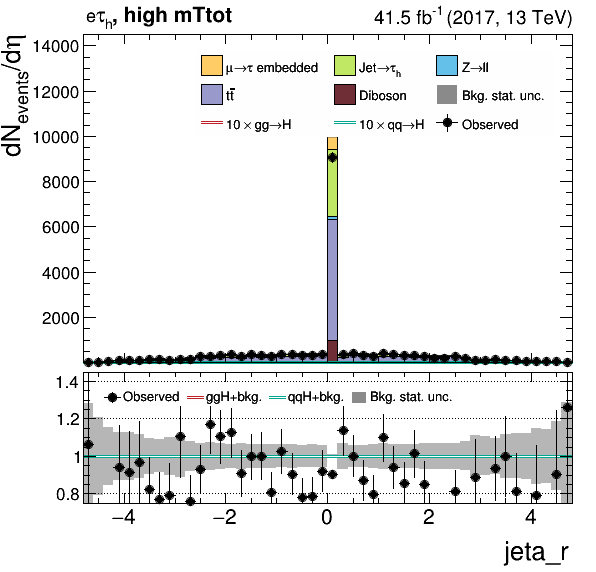 eτh, high mTtot 41.5 fb⁻¹ (2017, 13 TeV)
dN_events/dη
14000
12000
10000
8000
6000
4000
2000
μ→τ embedded Jet→τh Z→ll
tt̄ Diboson Bkg. stat. unc.
10 × gg→H 10 × qq→H Observed
1.4
1.2
1
0.8
Observed ggH+bkg. qqH+bkg. Bkg. stat. unc.
−4 −2 0 2 4
jeta_r